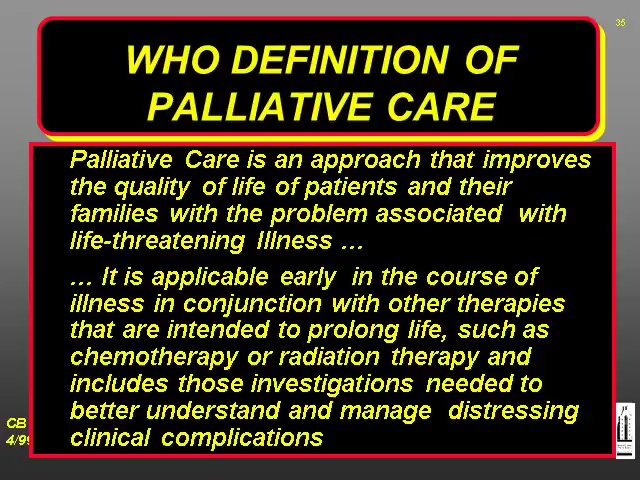 35
WHO DEFINITION OF
PALLIATIVE CARE
Palliative Care is an approach that improves
the quality of life of patients and their
families with the problem associated with
life-threatening Illness …
… It is applicable early in the course of
illness in conjunction with other therapies
that are intended to prolong life, such as
chemotherapy or radiation therapy and
includes those investigations needed to
better understand and manage distressing
clinical complications
CB
4/99